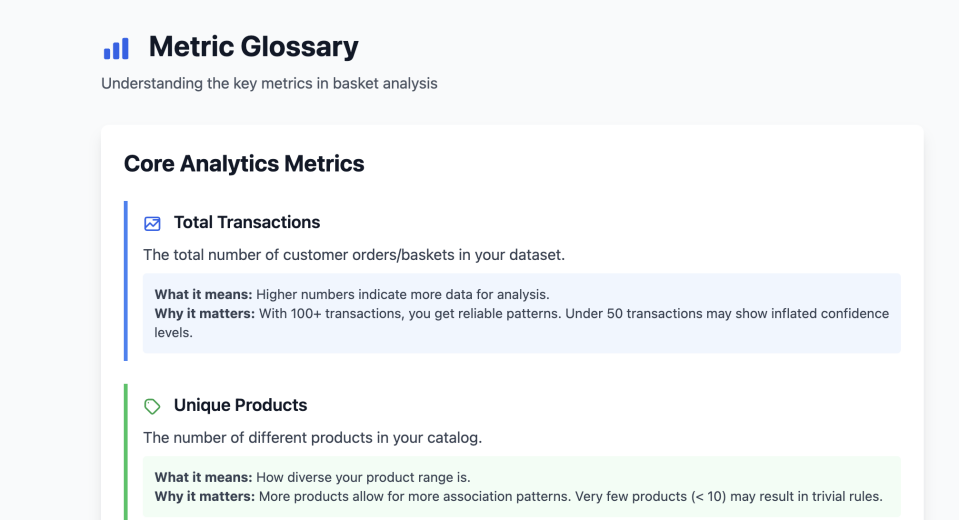 Metric Glossary
Understanding the key metrics in basket analysis
Core Analytics Metrics
Total Transactions
The total number of customer orders/baskets in your dataset.
What it means: Higher numbers indicate more data for analysis.
Why it matters: With 100+ transactions, you get reliable patterns. Under 50 transactions may show inflated confidence
levels.
Unique Products
The number of different products in your catalog.
What it means: How diverse your product range is.
Why it matters: More products allow for more association patterns. Very few products (< 10) may result in trivial rules.